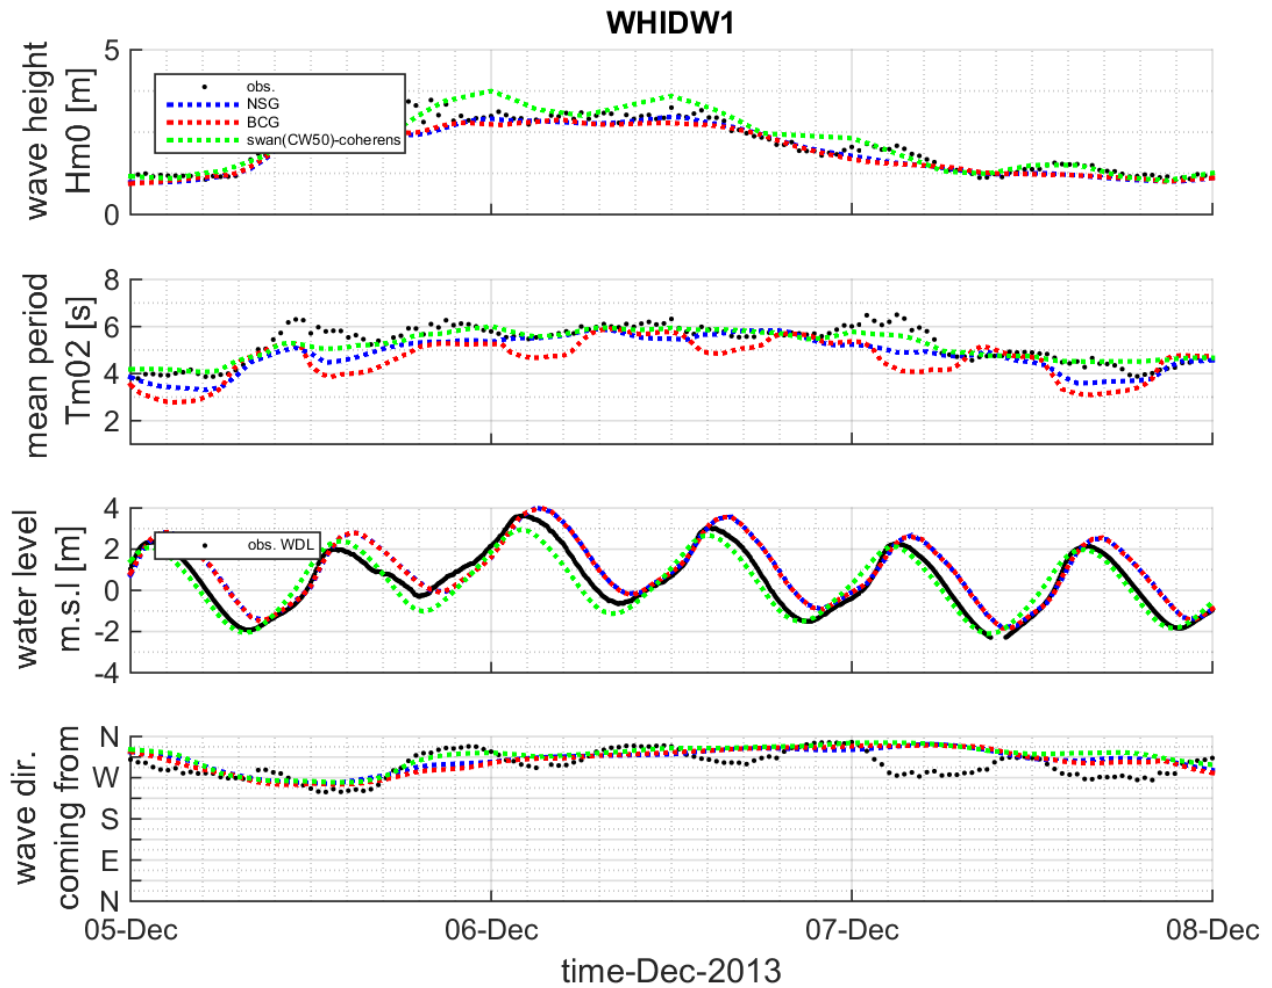 WHIDW1
wave height
Hm0 [m]
5
0
obs.
NSG
BCG
swan(CW50)-coherens
mean period
Tm02 [s]
8
6
4
2
water level
m.s.l [m]
4
2
0
-2
-4
obs. WDL
wave dir.
coming from
N
W
S
E
N
05-Dec
06-Dec
07-Dec
08-Dec
time-Dec-2013